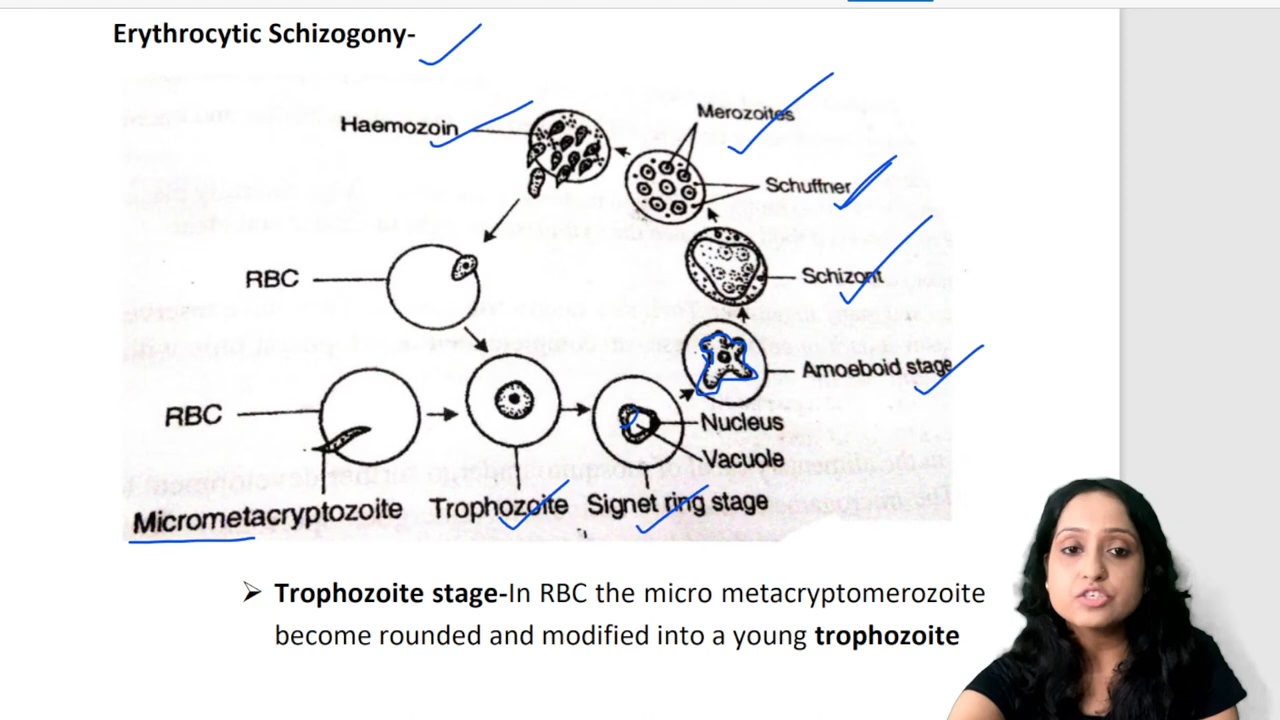 Erythrocytic Schizogony-
Haemozoin
Merozoites
Schuffner
RBC
Schizont
Amoeboid stage
RBC
Nucleus
Vacuole
Micrometacryptozoite
Trophozoite
Signet ring stage
➢ Trophozoite stage-In RBC the micro metacryptomerozoite
become rounded and modified into a young trophozoite